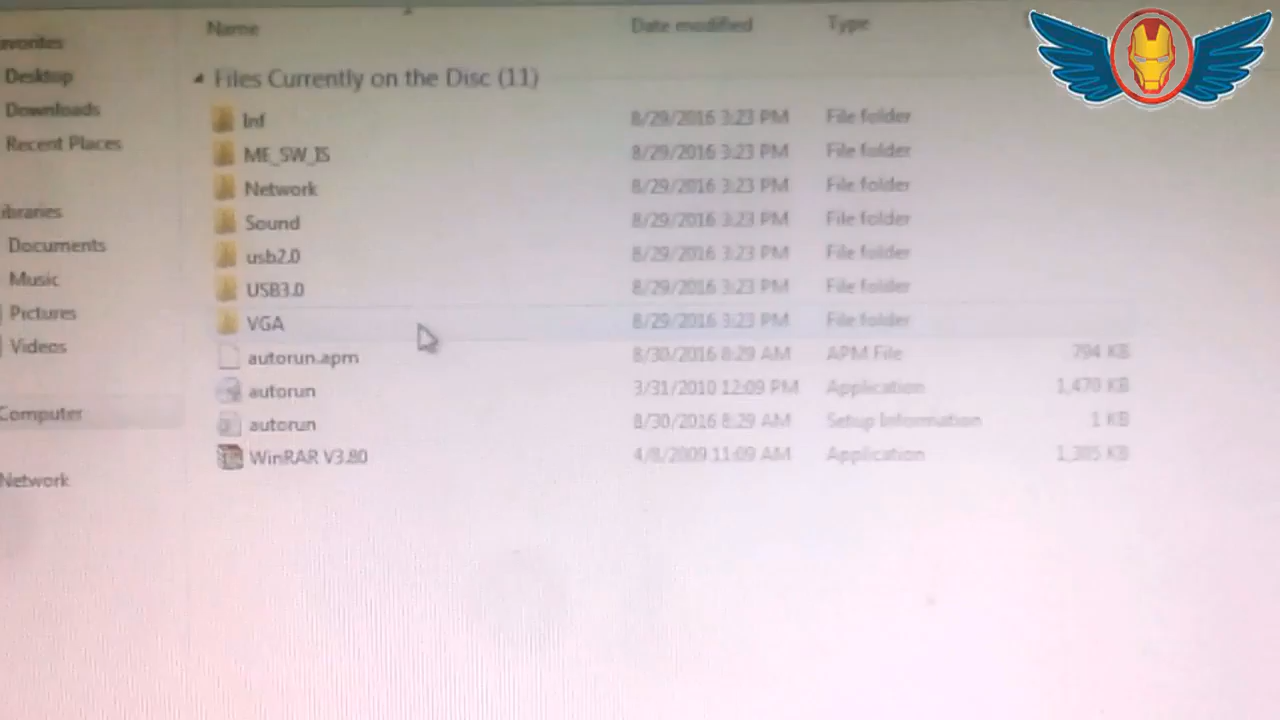 Name Date modified Type
avorites
Desktop
Downloads
Recent Places
ibraries
Documents
Music
Pictures
Videos
Computer
Network
Files Currently on the Disc (11)
Inf 8/29/2016 3:23 PM File folder
ME_SW_IS 8/29/2016 3:23 PM File folder
Network 8/29/2016 3:23 PM File folder
Sound 8/29/2016 3:23 PM File folder
usb2.0 8/29/2016 3:23 PM File folder
USB3.0 8/29/2016 3:23 PM File folder
VGA 8/29/2016 3:23 PM File folder
autorun.apm 8/30/2016 8:29 AM APM File 794 KB
autorun 3/31/2010 12:09 PM Application 1,470 KB
autorun 8/30/2016 8:29 AM Setup Information 1 KB
WinRAR V3.80 4/8/2009 11:09 AM Application KB